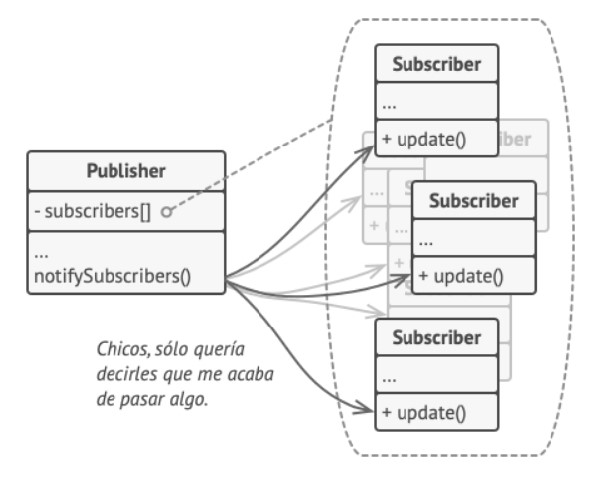 Subscriber
...
+ update()
Publisher
- subscribers[]
...
notifySubscribers()
Subscriber
...
+ update()
Chicos, sólo quería
decirles que me acaba
de pasar algo.
Subscriber
...
+ update()